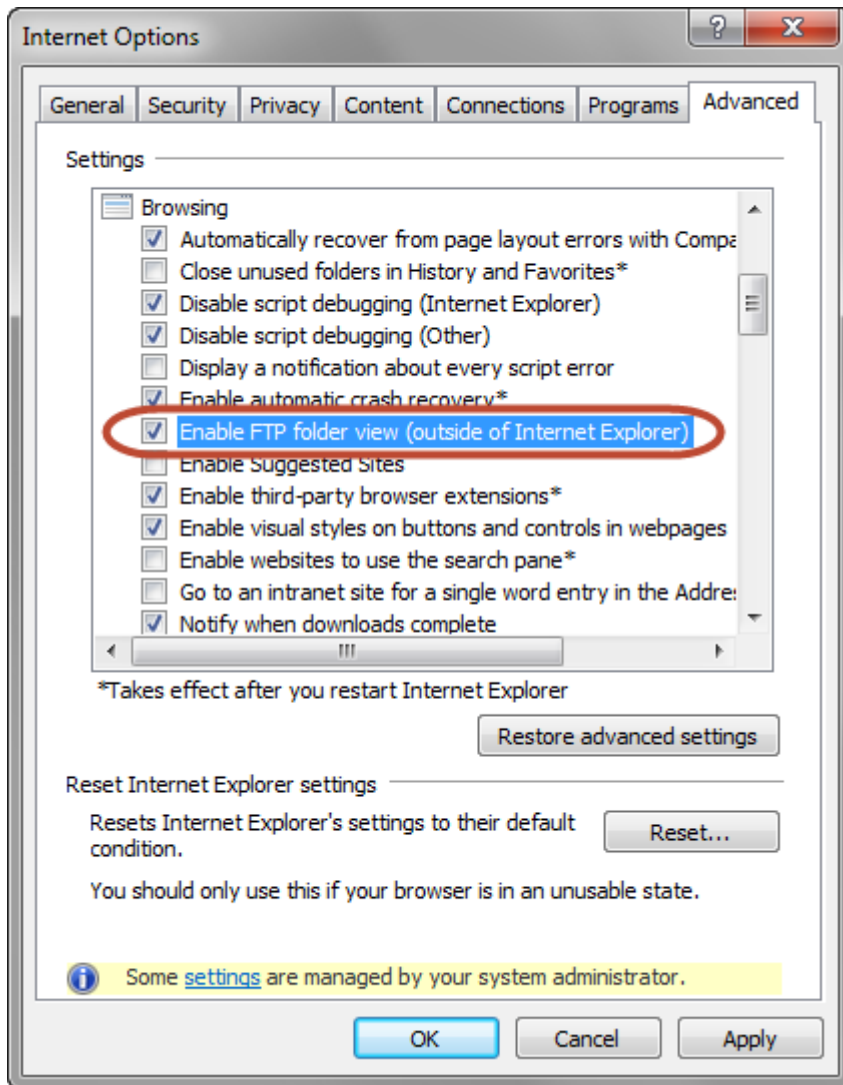 Internet Options
General Security Privacy Content Connections Programs Advanced
Settings
Browsing
Automatically recover from page layout errors with Compa
Close unused folders in History and Favorites*
Disable script debugging (Internet Explorer)
Disable script debugging (Other)
Display a notification about every script error
Enable automatic crash recovery*
Enable FTP folder view (outside of Internet Explorer)
Enable Suggested Sites
Enable third-party browser extensions*
Enable visual styles on buttons and controls in webpages
Enable websites to use the search pane*
Go to an intranet site for a single word entry in the Addre
Notify when downloads complete
*Takes effect after you restart Internet Explorer
Restore advanced settings
Reset Internet Explorer settings
Resets Internet Explorer's settings to their default
condition.
Reset...
You should only use this if your browser is in an unusable state.
Some settings are managed by your system administrator.
OK Cancel Apply